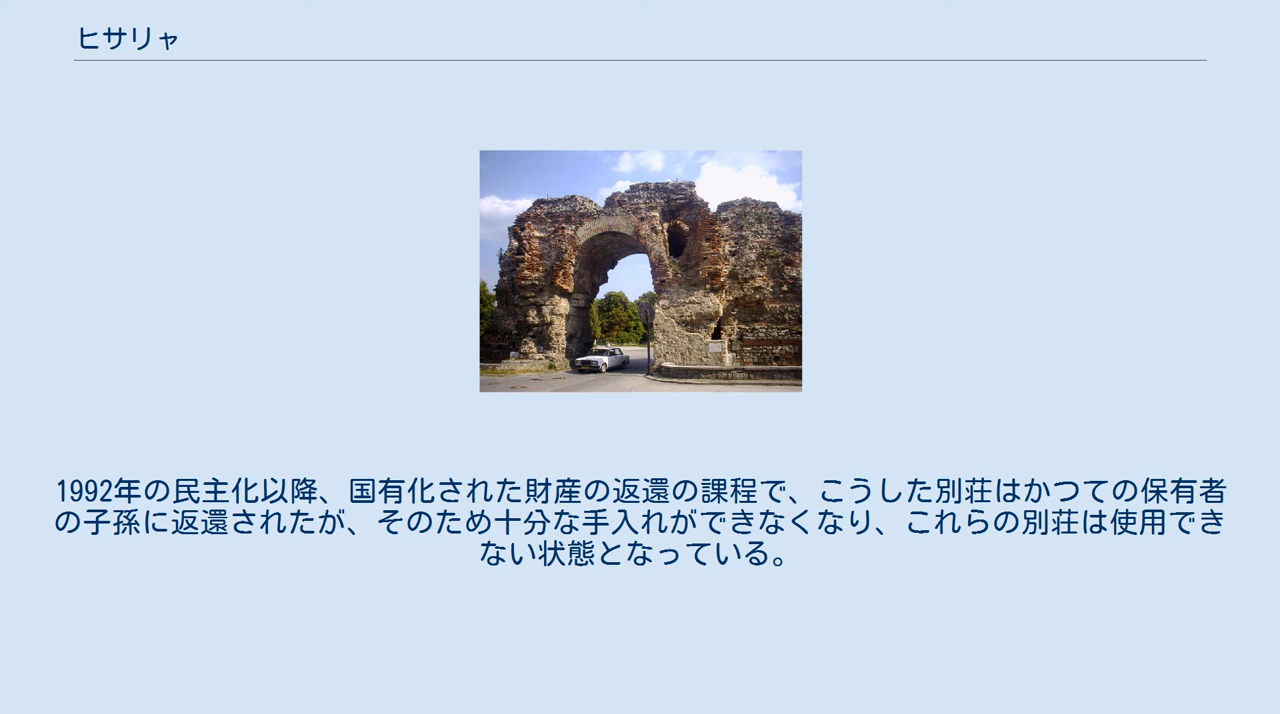 ヒサリャ
1992年の民主化以降、国有化された財産の返還の課程で、こうした別荘はかつての保有者
の子孫に返還されたが、そのため十分な手入れができなくなり、これらの別荘は使用でき
ない状態となっている。